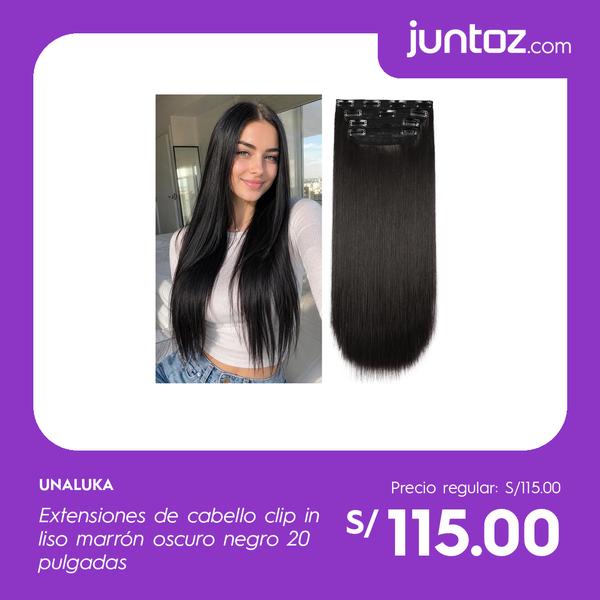 juntoz.com
UNALUKA
Extensiones de cabello clip in
liso marrón oscuro negro 20
pulgadas
Precio regular: S/115.00
S/ 115.00